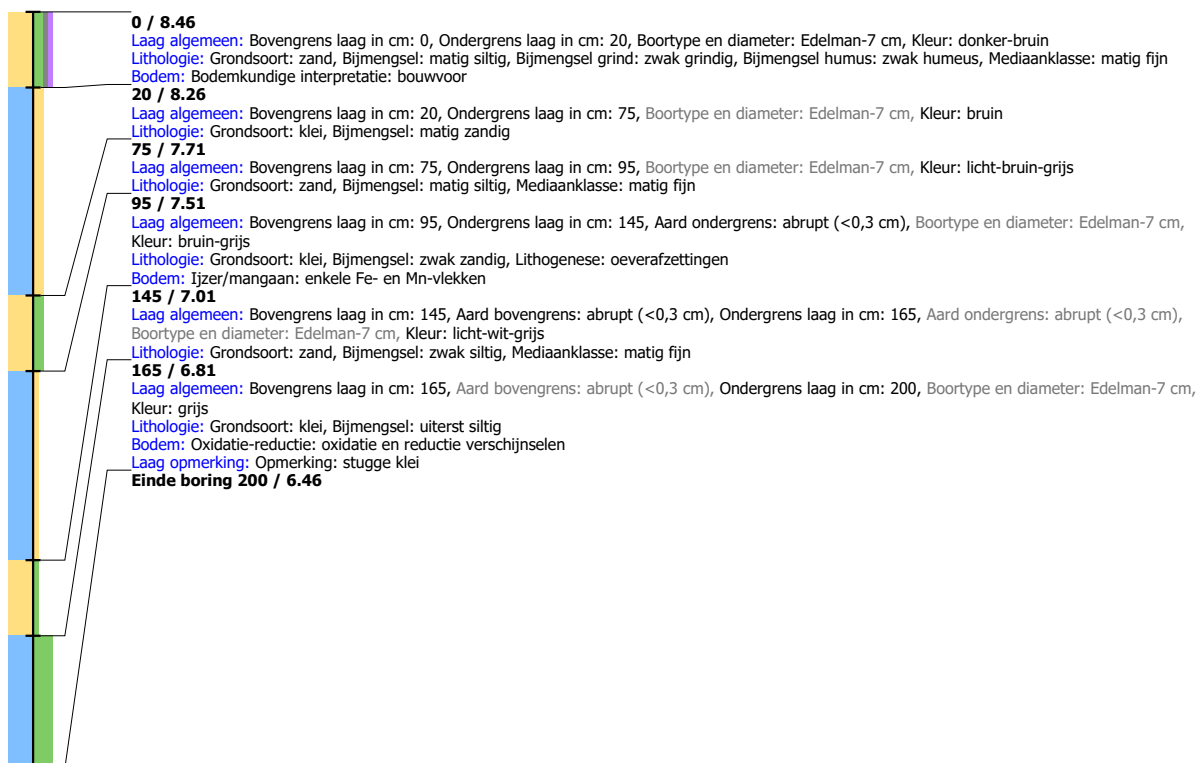 0 / 8.46
Laag algemeen: Bovengrens laag in cm: 0, Ondergrens laag in cm: 20, Boortype en diameter: Edelman-7 cm, Kleur: donker-bruin
Lithologie: Grondsoort: zand, Bijmengsel: matig siltig, Bijmengsel grind: zwak grindig, Bijmengsel humus: zwak humeus, Mediaanklasse: matig fijn
Bodem: Bodemkundige interpretatie: bouwvoor
20 / 8.26
Laag algemeen: Bovengrens laag in cm: 20, Ondergrens laag in cm: 75, Boortype en diameter: Edelman-7 cm, Kleur: bruin
Lithologie: Grondsoort: klei, Bijmengsel: matig zandig
75 / 7.71
Laag algemeen: Bovengrens laag in cm: 75, Ondergrens laag in cm: 95, Boortype en diameter: Edelman-7 cm, Kleur: licht-bruin-grijs
Lithologie: Grondsoort: zand, Bijmengsel: matig siltig, Mediaanklasse: matig fijn
95 / 7.51
Laag algemeen: Bovengrens laag in cm: 95, Ondergrens laag in cm: 145, Aard ondergrens: abrupt (<0,3 cm), Boortype en diameter: Edelman-7 cm,
Kleur: bruin-grijs
Lithologie: Grondsoort: klei, Bijmengsel: zwak zandig, Lithogenese: oeverafzettingen
Bodem: Ijzer/mangaan: enkele Fe- en Mn-vlekken
145 / 7.01
Laag algemeen: Bovengrens laag in cm: 145, Aard bovengrens: abrupt (<0,3 cm), Ondergrens laag in cm: 165, Aard ondergrens: abrupt (<0,3 cm),
Boortype en diameter: Edelman-7 cm, Kleur: licht-wit-grijs
Lithologie: Grondsoort: zand, Bijmengsel: zwak siltig, Mediaanklasse: matig fijn
165 / 6.81
Laag algemeen: Bovengrens laag in cm: 165, Aard bovengrens: abrupt (<0,3 cm), Ondergrens laag in cm: 200, Boortype en diameter: Edelman-7 cm,
Kleur: grijs
Lithologie: Grondsoort: klei, Bijmengsel: uiterst siltig
Bodem: Oxidatie-reductie: oxidatie en reductie verschijnselen
Laag opmerking: Opmerking: stugge klei
Einde boring 200 / 6.46